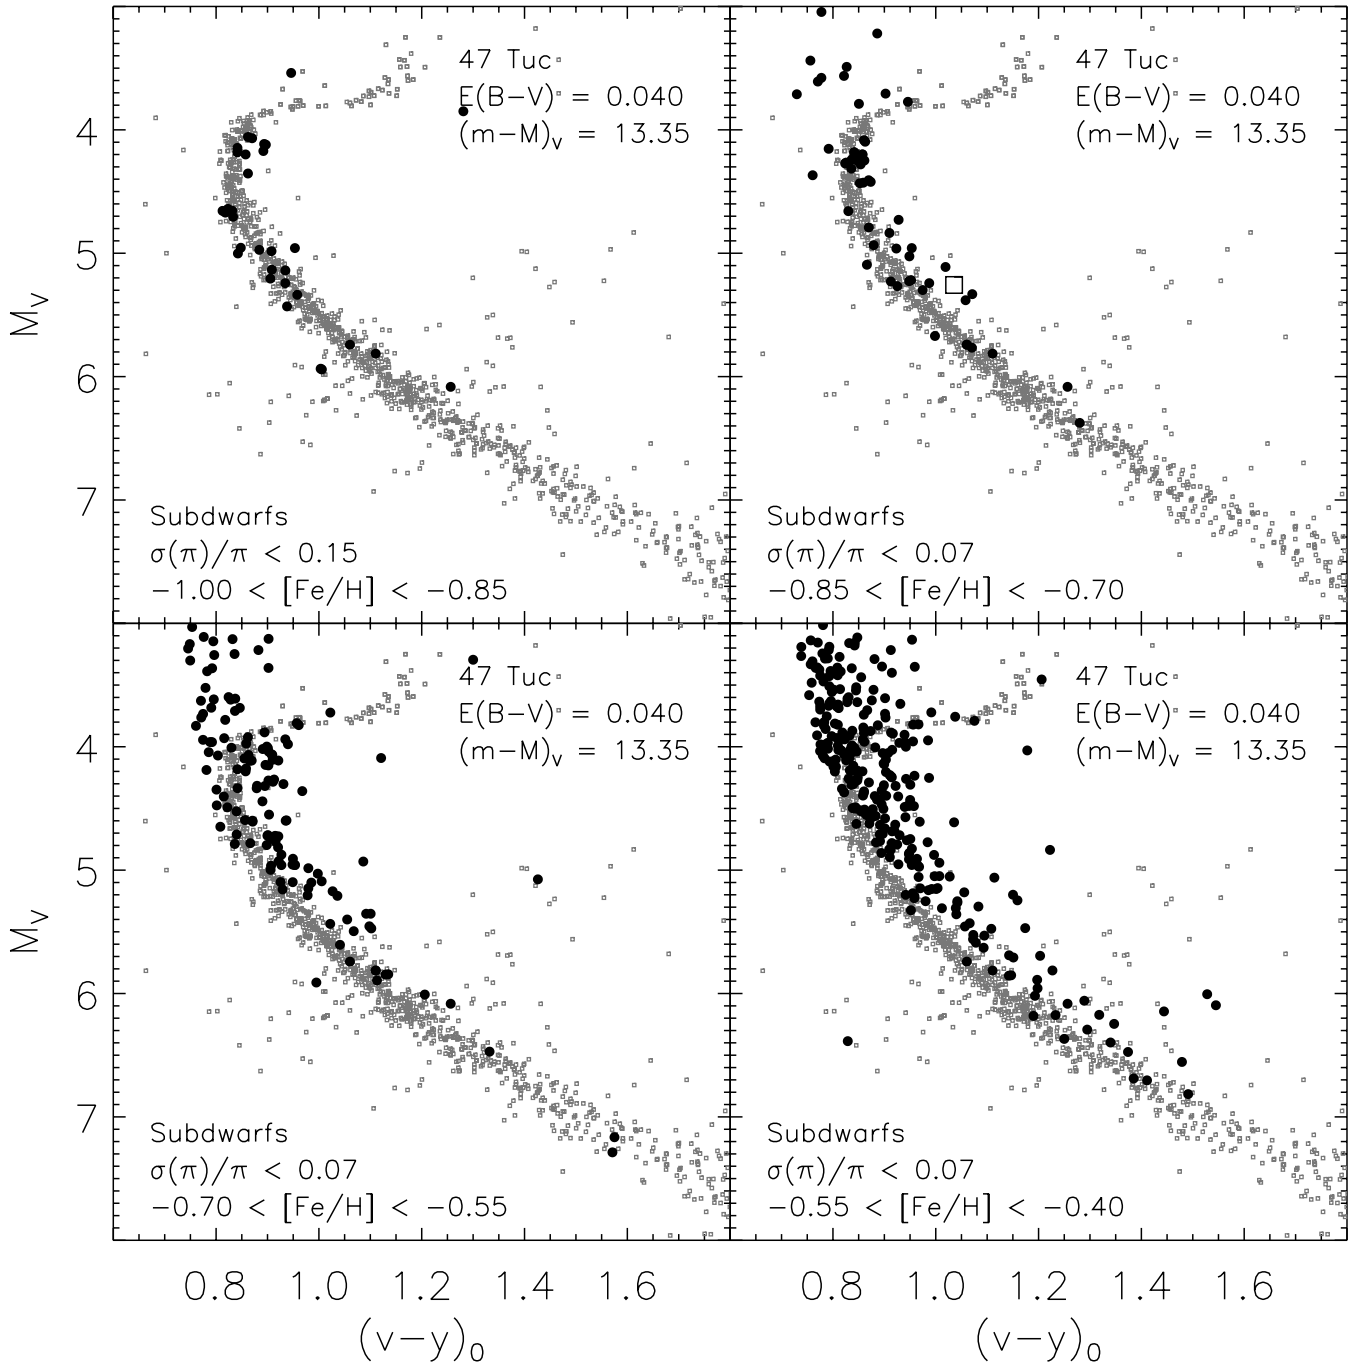 47 Tuc
E(B−V) = 0.040
(m−M)V = 13.35
47 Tuc
E(B−V) = 0.040
(m−M)V = 13.35
4
5
6
7
MV
Subdwarfs
σ(π)/π < 0.15
−1.00 < [Fe/H] < −0.85
Subdwarfs
σ(π)/π < 0.07
−0.85 < [Fe/H] < −0.70
47 Tuc
E(B−V) = 0.040
(m−M)V = 13.35
47 Tuc
E(B−V) = 0.040
(m−M)V = 13.35
4
5
6
7
MV
Subdwarfs
σ(π)/π < 0.07
−0.70 < [Fe/H] < −0.55
Subdwarfs
σ(π)/π < 0.07
−0.55 < [Fe/H] < −0.40
0.8 1.0 1.2 1.4 1.6
0.8 1.0 1.2 1.4 1.6
(v−y)0
(v−y)0